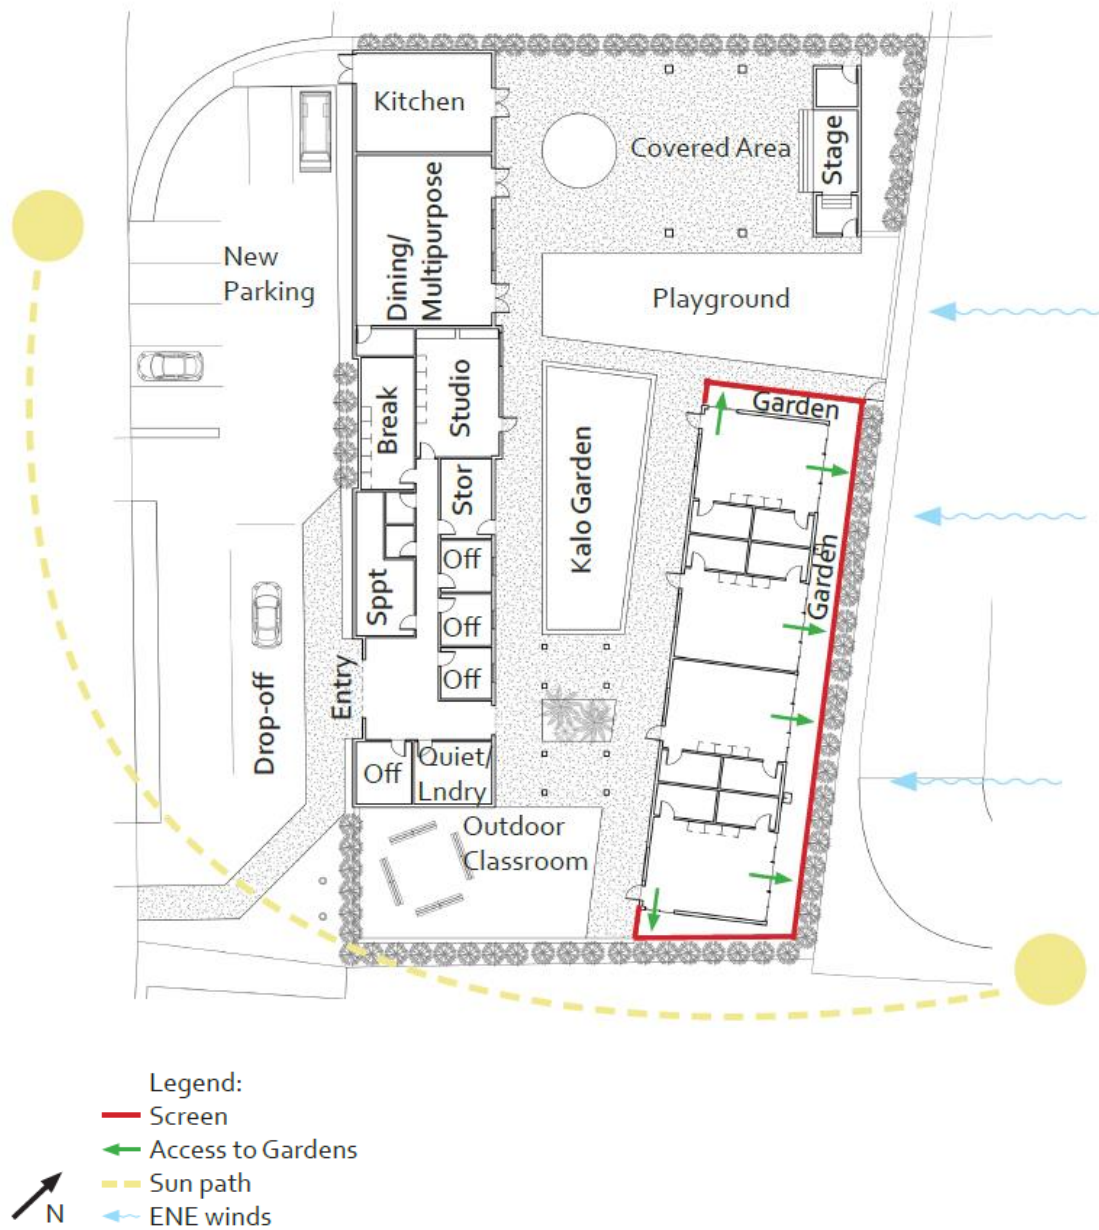 Kitchen
Covered Area
Stage
Dining/
Multipurpose
New
Parking
Playground
Garden
Studio
Break
Kalo Garden
Stor
Garden
Off
Sppt
Off
Off
Entry
Drop-off
Off
Quiet/
Lndry
Outdoor
Classroom
Legend:
Screen
Access to Gardens
Sun path
ENE winds
N